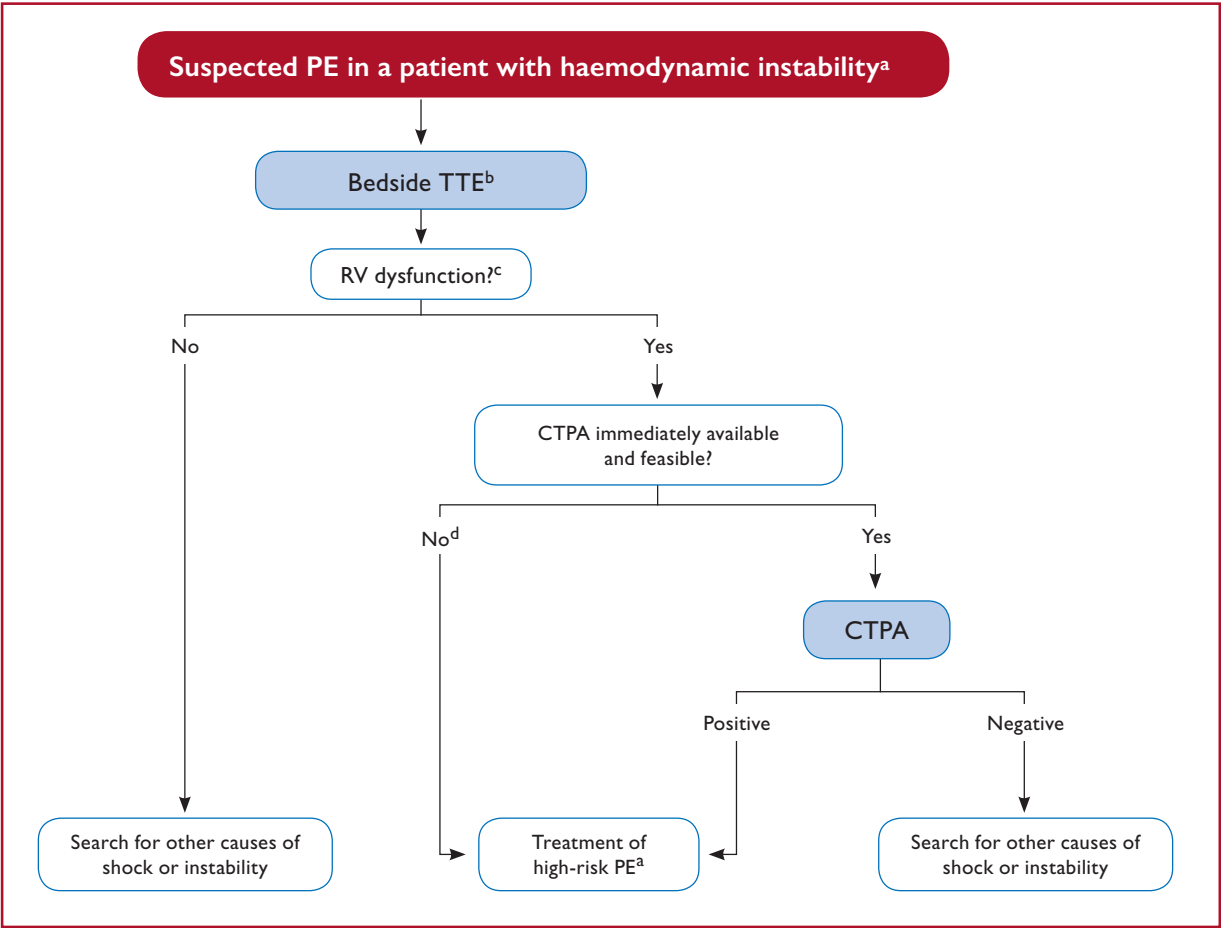 Suspected PE in a patient with haemodynamic instabilityᵃ
Bedside TTEᵇ
RV dysfunction?ᶜ
No
Yes
CTPA immediately available
and feasible?
Noᵈ
Yes
CTPA
Positive
Negative
Search for other causes of
shock or instability
Treatment of
high-risk PEᵃ
Search for other causes of
shock or instability